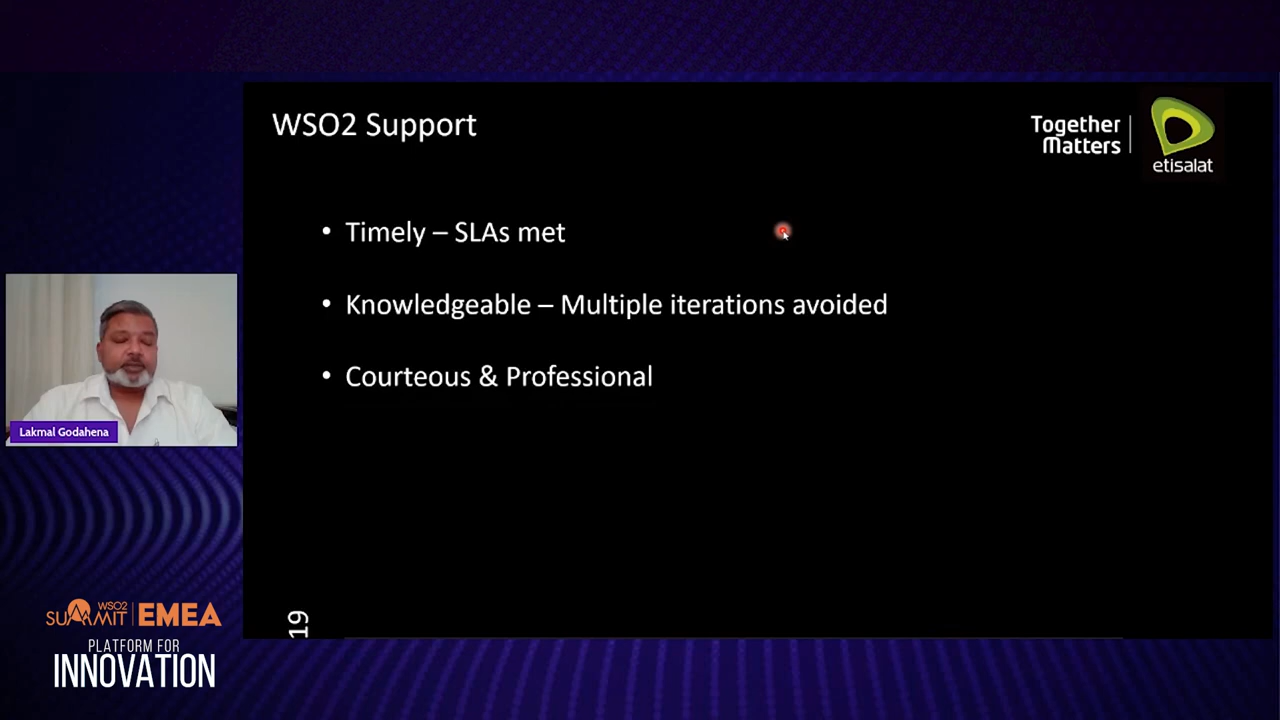 WSO2 Support
Together
Matters
etisalat
• Timely – SLAs met
• Knowledgeable – Multiple iterations avoided
• Courteous & Professional
Lakmal Godahena
19
WSO2
SUMMIT EMEA
PLATFORM FOR
INNOVATION